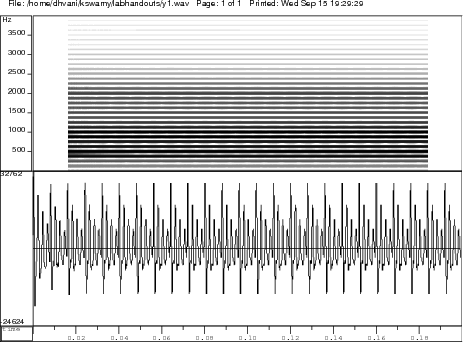 File: /home/dhvani/kswamy/labhandouts/y1.wav Page: 1 of 1 Printed: Wed Sep 15 19:29:29
Hz
3500
3000
2500
2000
1500
1000
500
32762
-24624
time
0.02 0.04 0.06 0.08 0.10 0.12 0.14 0.16 0.18